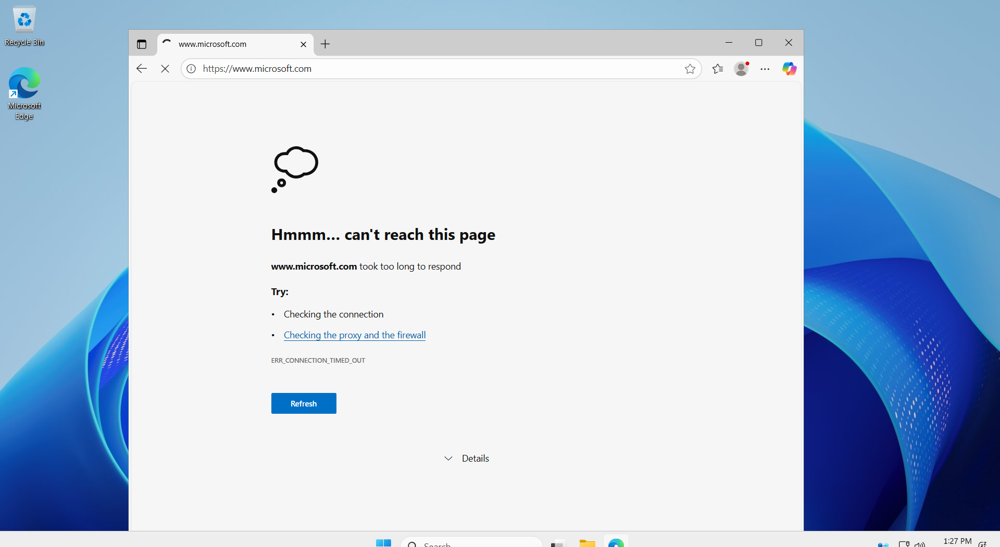 Recycle Bin
Microsoft
Edge
www.microsoft.com
https://www.microsoft.com
Hmmm... can't reach this page
www.microsoft.com took too long to respond
Try:
• Checking the connection
• Checking the proxy and the firewall
ERR_CONNECTION_TIMED_OUT
Refresh
Details
Search
1:27 PM